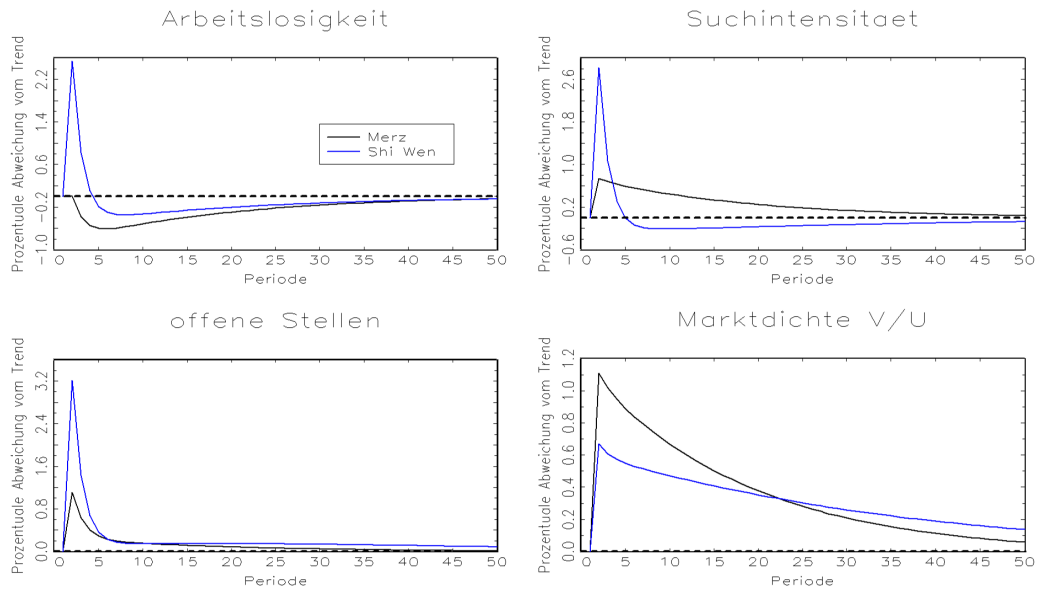 Arbeitslosigkeit
Prozentuale Abweichung vom Trend
2.2
1.4
0.6
-0.2
-1.0
Merz
Shi Wen
0 5 10 15 20 25 30 35 40 45 50
Periode
Suchintensitaet
Prozentuale Abweichung vom Trend
2.6
1.8
1.0
0.2
-0.6
0 5 10 15 20 25 30 35 40 45 50
Periode
offene Stellen
Prozentuale Abweichung vom Trend
3.2
2.4
1.6
0.8
0.0
0 5 10 15 20 25 30 35 40 45 50
Periode
Marktdichte V/U
Prozentuale Abweichung vom Trend
1.2
1.0
0.8
0.6
0.4
0.2
0.0
0 5 10 15 20 25 30 35 40 45 50
Periode